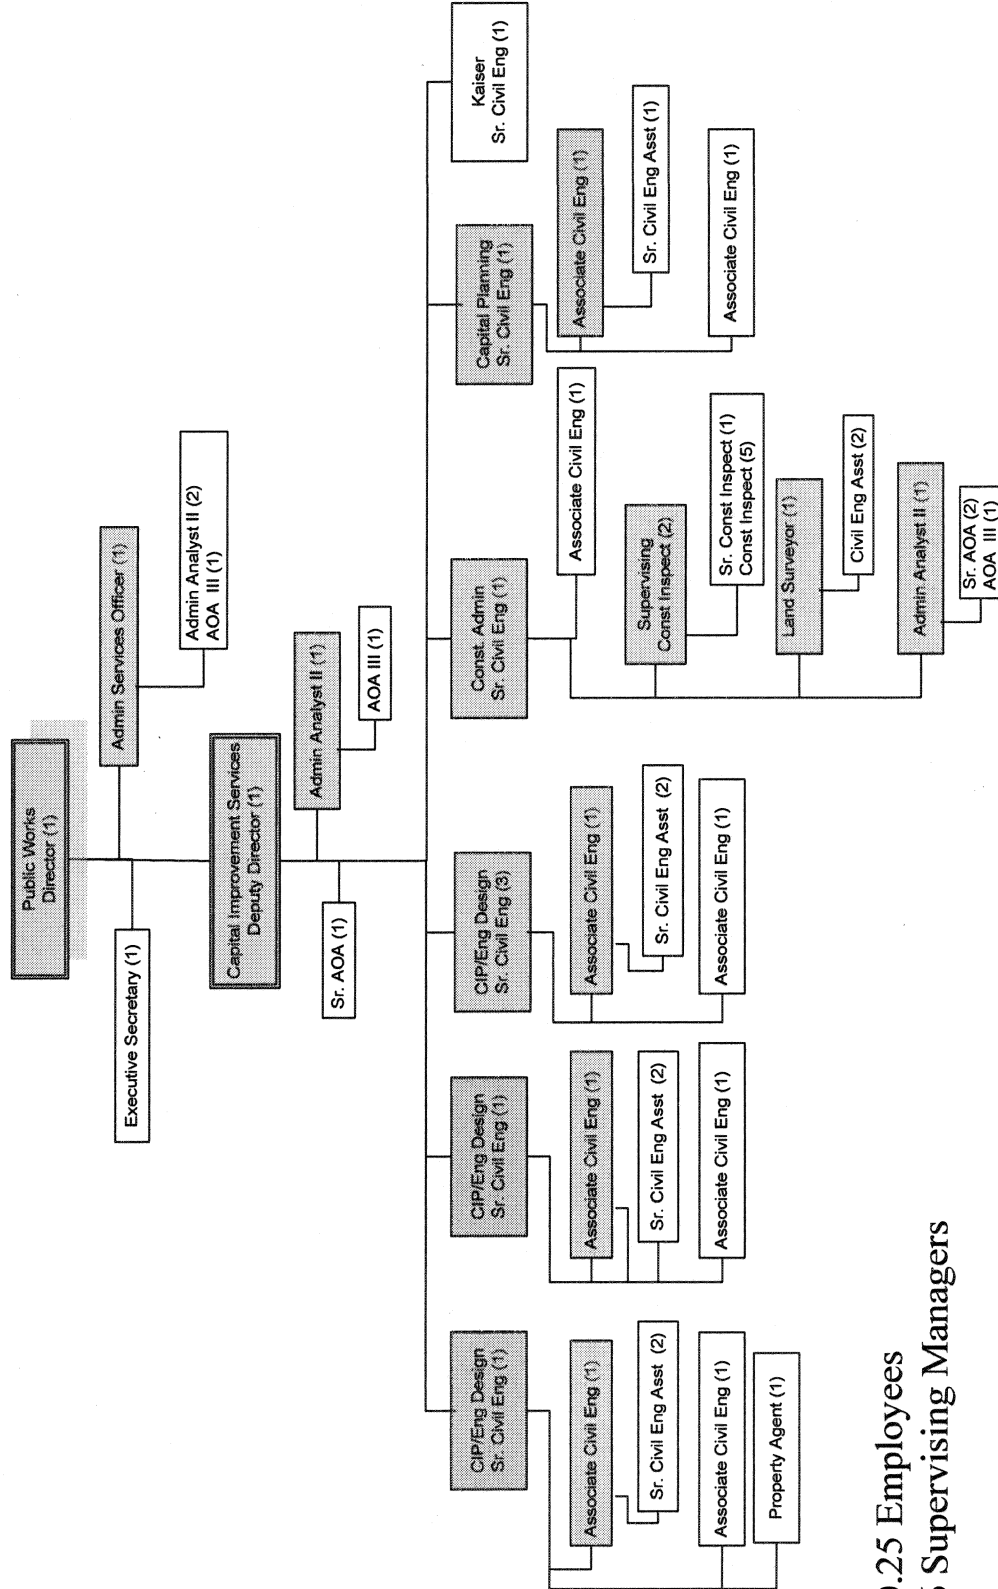 Public Works
Director (1)
Executive Secretary (1)
Admin Services Officer (1)
Admin Analyst II (2)
AOA III (1)
Capital Improvement Services
Deputy Director (1)
Sr. AOA (1)
Admin Analyst II (1)
AOA III (1)
CIP/Eng Design
Sr. Civil Eng (1)
Associate Civil Eng (1)
Sr. Civil Eng Asst (2)
Associate Civil Eng (1)
Property Agent (1)
CIP/Eng Design
Sr. Civil Eng (1)
Associate Civil Eng (1)
Sr. Civil Eng Asst (2)
Associate Civil Eng (1)
CIP/Eng Design
Sr. Civil Eng (3)
Associate Civil Eng (1)
Sr. Civil Eng Asst (2)
Associate Civil Eng (1)
Const Admin
Sr. Civil Eng (1)
Associate Civil Eng (1)
Supervising
Const Inspect (2)
Sr. Const Inspect (1)
Const Inspect (5)
Land Surveyor (1)
Civil Eng Asst (2)
Admin Analyst II (1)
Sr. AOA (2)
AOA III (1)
Capital Planning
Sr. Civil Eng (1)
Associate Civil Eng (1)
Sr. Civil Eng Asst (1)
Associate Civil Eng (1)
Kaiser
Sr. Civil Eng (1)
.25 Employees
Supervising Managers